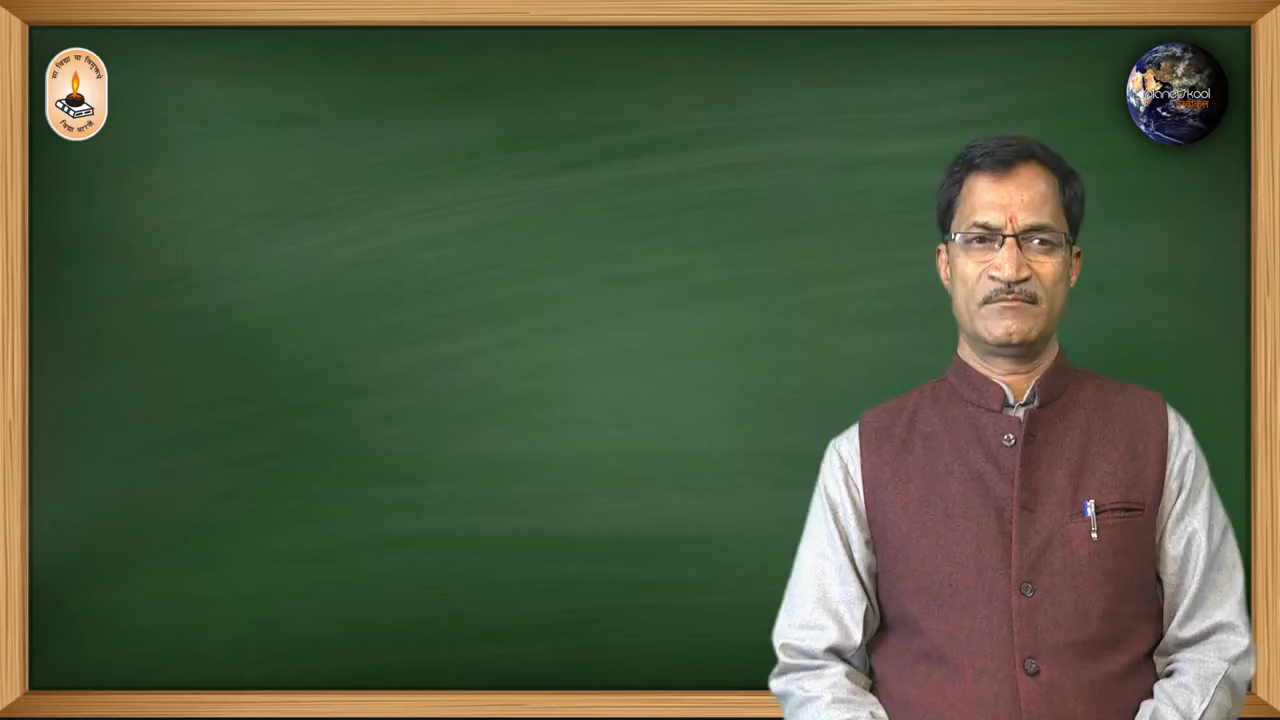 सा विद्या या विमुक्तये
विद्या भारती
planetskool